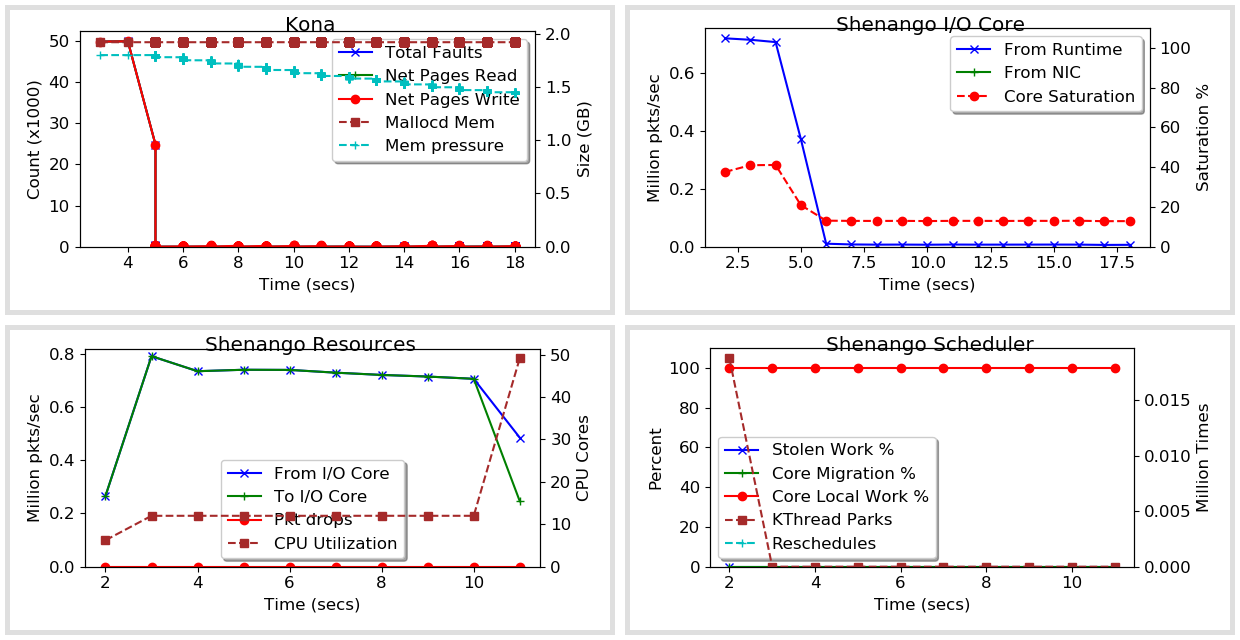 Kona
50
40
30
20
10
0
Count (x1000)
2.0
1.5
1.0
0.5
0.0
Size (GB)
Total Faults
Net Pages Read
Net Pages Write
Mallocd Mem
Mem pressure
4 6 8 10 12 14 16 18
Time (secs)
Shenango I/O Core
0.6
0.4
0.2
0.0
Million pkts/sec
100
80
60
40
20
0
Saturation %
From Runtime
From NIC
Core Saturation
2.5 5.0 7.5 10.0 12.5 15.0 17.5
Time (secs)
Shenango Resources
0.8
0.6
0.4
0.2
0.0
Million pkts/sec
50
40
30
20
10
0
CPU Cores
From I/O Core
To I/O Core
Pkt drops
CPU Utilization
2 4 6 8 10
Time (secs)
Shenango Scheduler
100
80
60
40
20
0
Percent
0.015
0.010
0.005
0.000
Million Times
Stolen Work %
Core Migration %
Core Local Work %
KThread Parks
Reschedules
2 4 6 8 10
Time (secs)